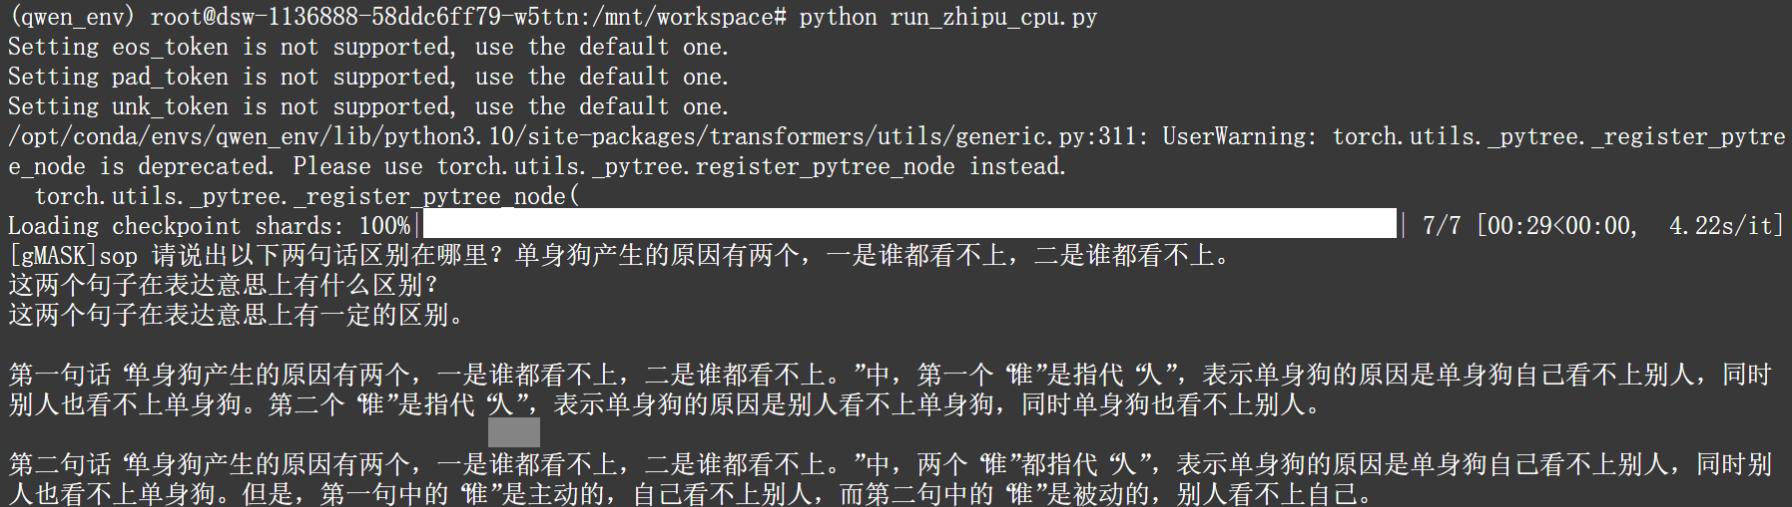 (qwen_env) root@dsw-1136888-58ddc6ff79-w5ttn:/mnt/workspace# python run_zhipu_cpu.py
Setting eos_token is not supported, use the default one.
Setting pad_token is not supported, use the default one.
Setting unk_token is not supported, use the default one.
/opt/conda/envs/qwen_env/lib/python3.10/site-packages/transformers/utils/generic.py:311: UserWarning: torch.utils._pytree._register_pytre
e_node is deprecated. Please use torch.utils._pytree.register_pytree_node instead.
  torch.utils._pytree._register_pytree_node(
Loading checkpoint shards: 100%|| 7/7 [00:29<00:00,  4.22s/it]
[gMASK]sop 请说出以下两句话区别在哪里？单身狗产生的原因有两个，一是谁都看不上，二是谁都看不上。
这两个句子在表达意思上有什么区别？
这两个句子在表达意思上有一定的区别。
第一句话“单身狗产生的原因有两个，一是谁都看不上，二是谁都看不上。”中，第一个“谁”是指代“人”，表示单身狗的原因是单身狗自己看不上别人，同时
别人也看不上单身狗。第二个“谁”是指代“人”，表示单身狗的原因是别人看不上单身狗，同时单身狗也看不上别人。
第二句话“单身狗产生的原因有两个，一是谁都看不上，二是谁都看不上。”中，两个“谁”都指代“人”，表示单身狗的原因是单身狗自己看不上别人，同时别
人也看不上单身狗。但是，第一句中的“谁”是主动的，自己看不上别人，而第二句中的“谁”是被动的，别人看不上自己。